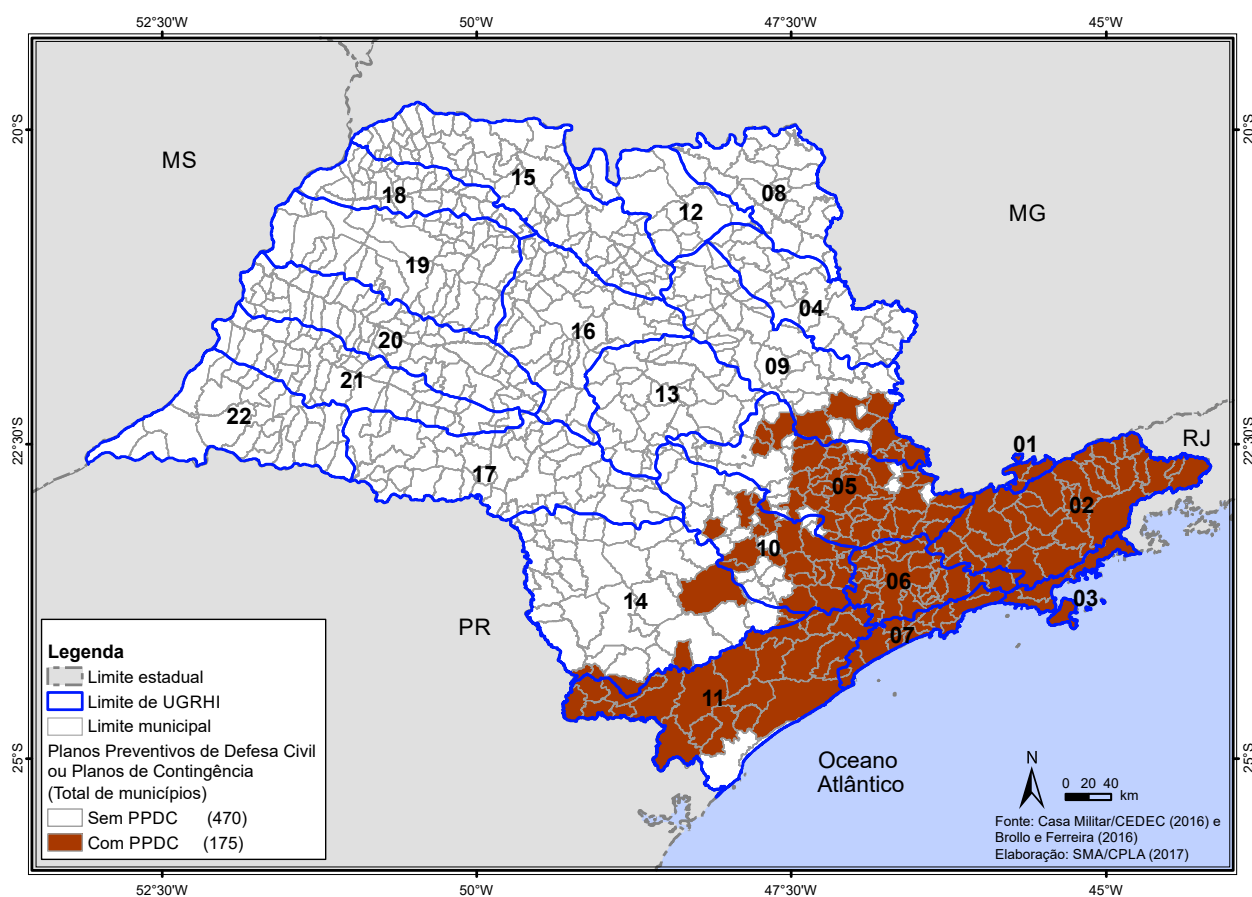 52°30'W
50°W
47°30'W
45°W
20°S
20°S
MS
15
18
12
08
MG
19
04
16
20
09
21
13
22
22°30'S
22°30'S
01
RJ
17
05
02
10
06
03
14
07
PR
11
Legenda
Limite estadual
Limite de UGRHI
Limite municipal
Planos Preventivos de Defesa Civil
ou Planos de Contingência
(Total de municípios)
Sem PPDC (470)
Com PPDC (175)
25°S
25°S
Oceano
Atlântico
N
0 20 40
km
Fonte: Casa Militar/CEDEC (2016) e
Brollo e Ferreira (2016)
Elaboração: SMA/CPLA (2017)
52°30'W
50°W
47°30'W
45°W